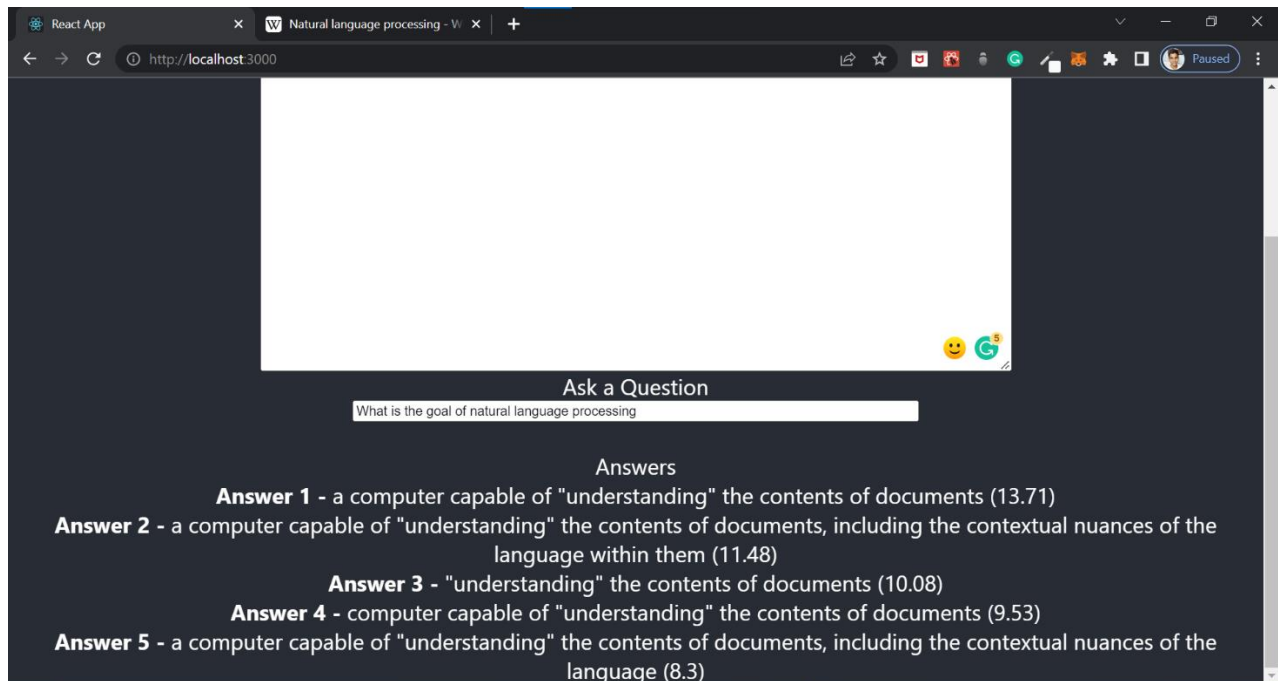 React App
Natural language processing - W
http://localhost:3000
Paused
5
Ask a Question
What is the goal of natural language processing
Answers
Answer 1 - a computer capable of "understanding" the contents of documents (13.71)
Answer 2 - a computer capable of "understanding" the contents of documents, including the contextual nuances of the
language within them (11.48)
Answer 3 - "understanding" the contents of documents (10.08)
Answer 4 - computer capable of "understanding" the contents of documents (9.53)
Answer 5 - a computer capable of "understanding" the contents of documents, including the contextual nuances of the
language (8.3)